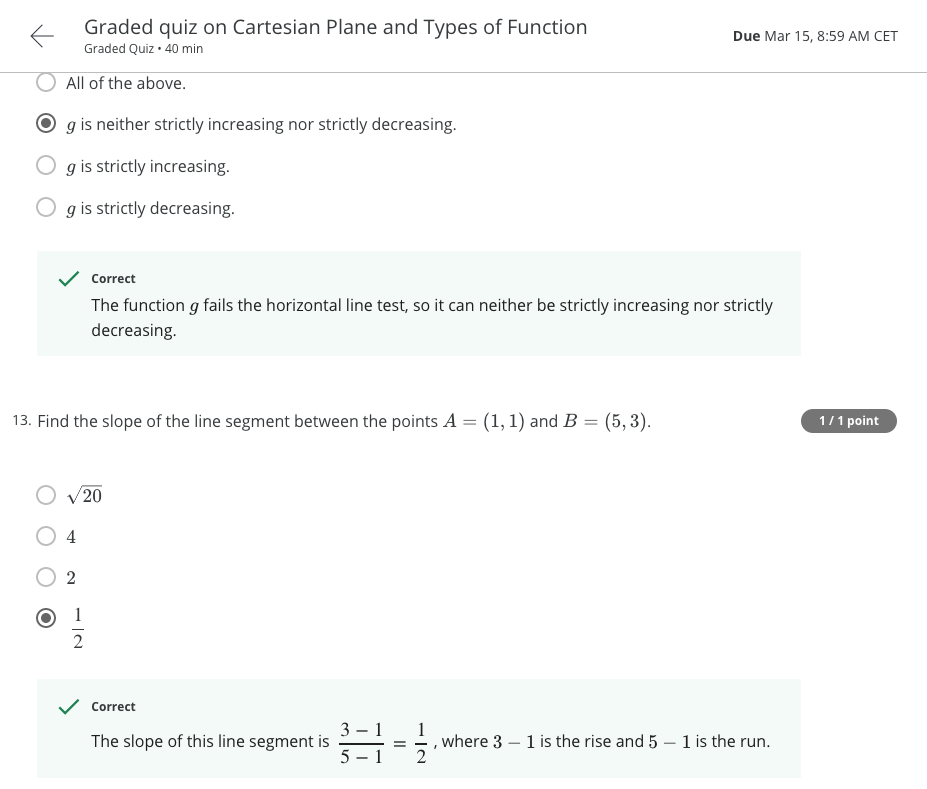 Graded quiz on Cartesian Plane and Types of Function
Graded Quiz • 40 min
Due Mar 15, 8:59 AM CET
All of the above.
g is neither strictly increasing nor strictly decreasing.
g is strictly increasing.
g is strictly decreasing.
Correct
The function g fails the horizontal line test, so it can neither be strictly increasing nor strictly
decreasing.
13. Find the slope of the line segment between the points A = (1, 1) and B = (5, 3).
1 / 1 point
√20
4
2
1/2
Correct
The slope of this line segment is (3 − 1)/(5 − 1) = 1/2, where 3 − 1 is the rise and 5 − 1 is the run.